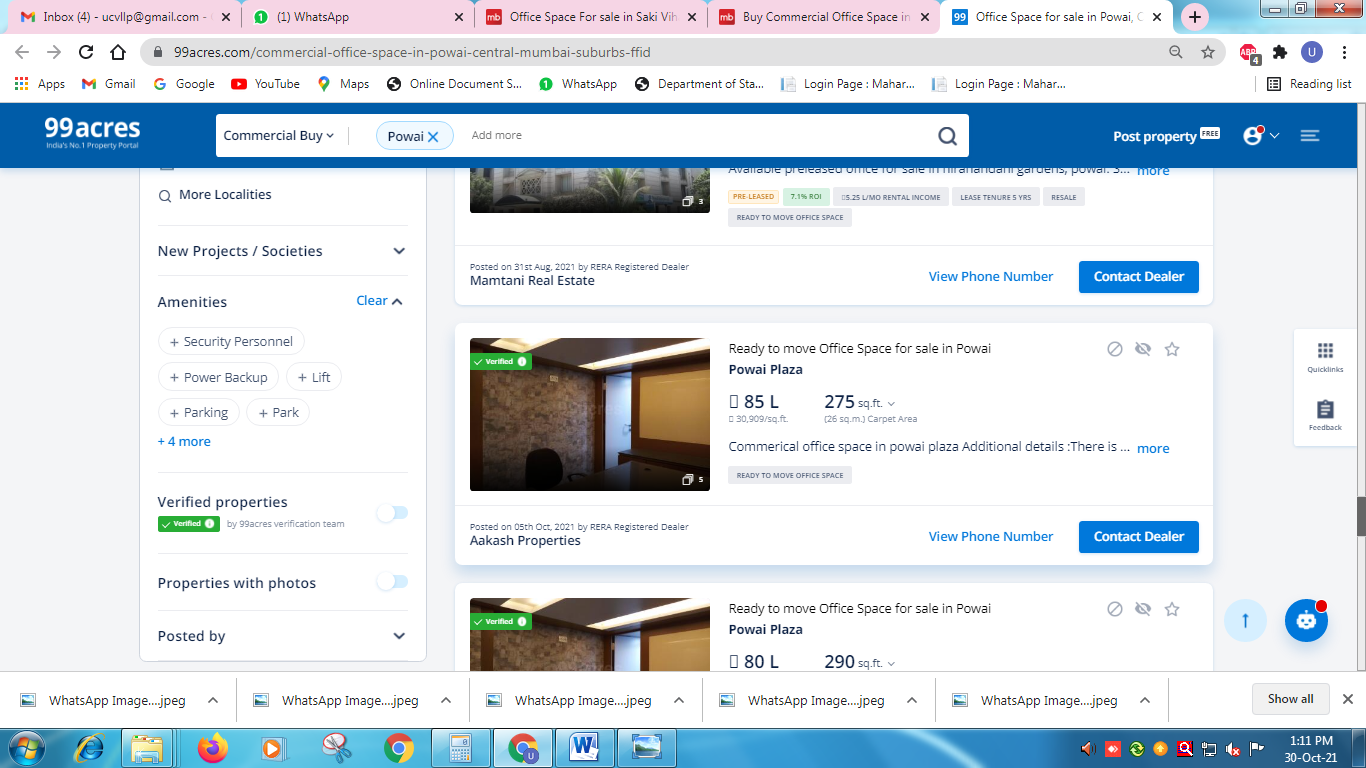 Inbox (4) - ucvllp@gmail.com -
(1) WhatsApp
Office Space For sale in Saki Vih
Buy Commercial Office Space in
Office Space for sale in Powai, C
99acres.com/commercial-office-space-in-powai-central-mumbai-suburbs-ffid
Apps Gmail Google YouTube Maps Online Document S... WhatsApp Department of Sta... Login Page : Mahar... Login Page : Mahar... Reading list
99acres
India's No.1 Property Portal
Commercial Buy
Powai
Add more
Post property FREE
More Localities
New Projects / Societies
Amenities Clear
+ Security Personnel
+ Power Backup + Lift
+ Parking + Park
+ 4 more
Verified properties
Verified by 99acres verification team
Properties with photos
Posted by
3
Available preleased office for sale in hiranandani gardens, powai. S... more
PRE-LEASED 7.1% ROI 5.25 L/MO RENTAL INCOME LEASE TENURE 5 YRS RESALE
READY TO MOVE OFFICE SPACE
Posted on 31st Aug, 2021 by RERA Registered Dealer
Mamtani Real Estate
View Phone Number
Contact Dealer
Verified
5
Ready to move Office Space for sale in Powai
Powai Plaza
85 L 275 sq.ft.
30,909/sq.ft. (26 sq.m.) Carpet Area
Commerical office space in powai plaza Additional details :There is ... more
READY TO MOVE OFFICE SPACE
Posted on 05th Oct, 2021 by RERA Registered Dealer
Aakash Properties
View Phone Number
Contact Dealer
Verified
Ready to move Office Space for sale in Powai
Powai Plaza
80 L 290 sq.ft.
Quicklinks
Feedback
WhatsApp Image....jpeg WhatsApp Image....jpeg WhatsApp Image....jpeg WhatsApp Image....jpeg WhatsApp Image....jpeg Show all
1:11 PM
30-Oct-21